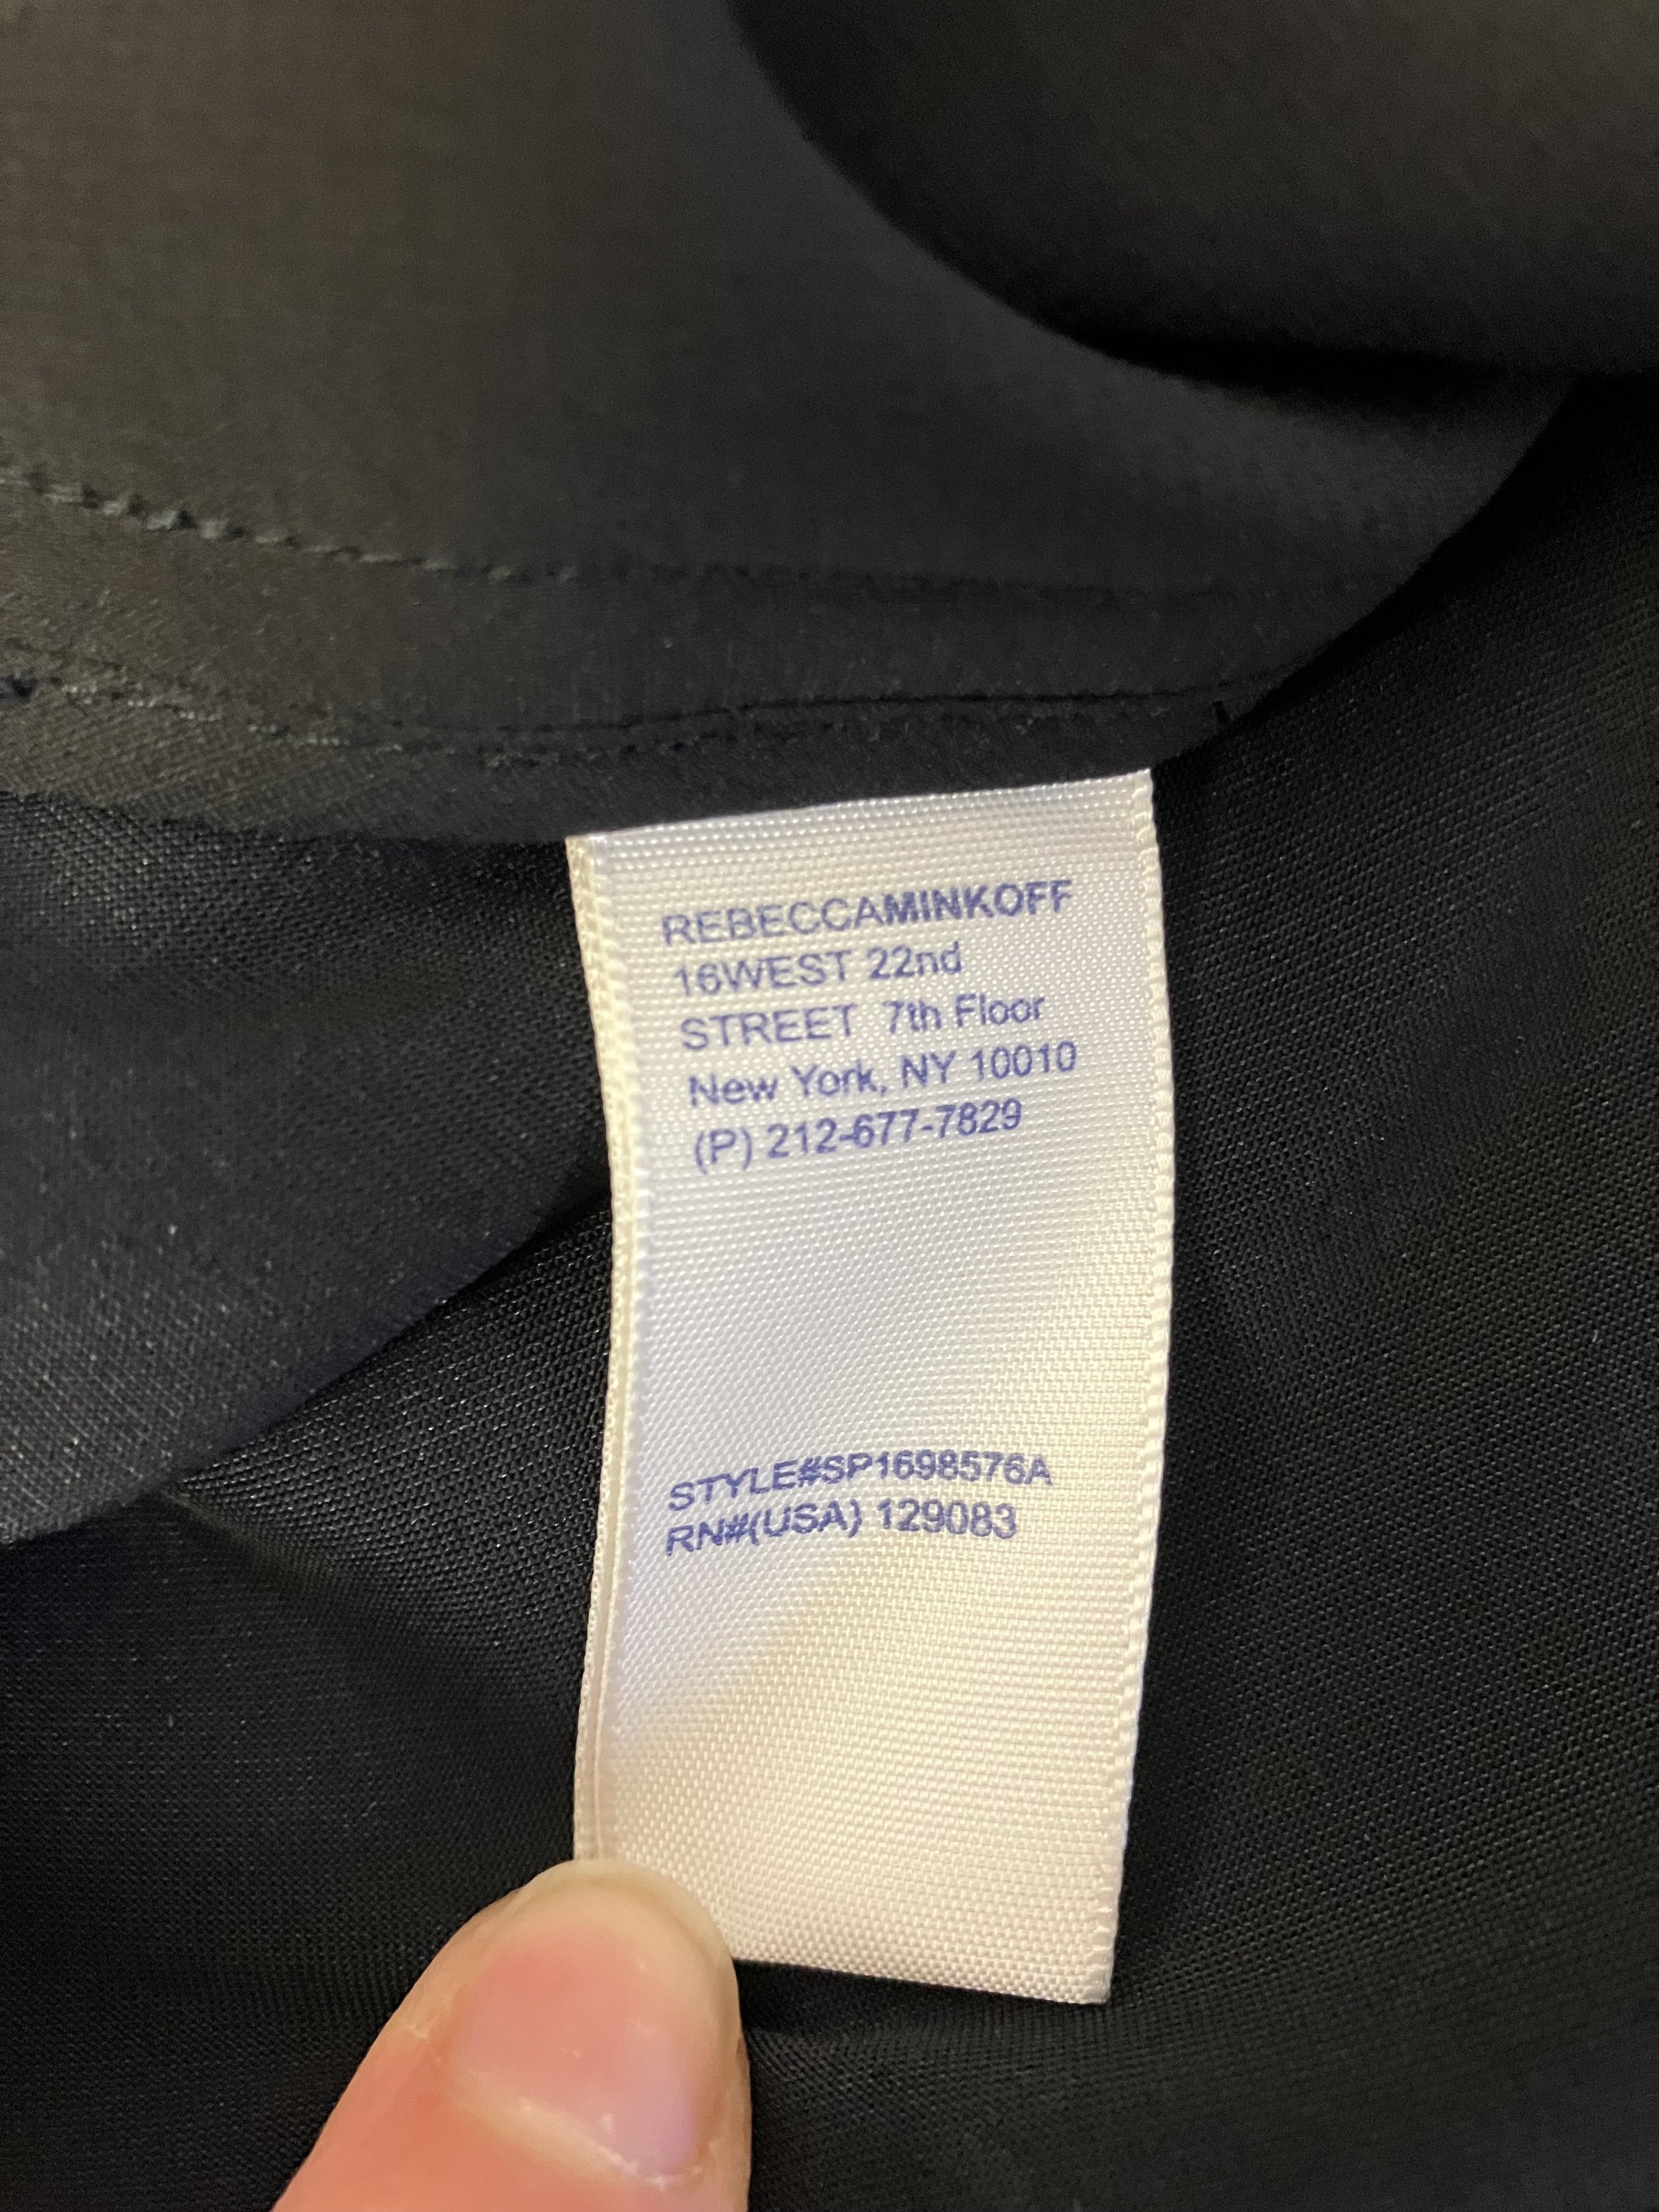 REBECCAMINKOFF
16WEST 22nd
STREET 7th Floor
New York, NY 10010
(P) 212-677-7829
STYLE#SP1698576A
RN#(USA) 129083